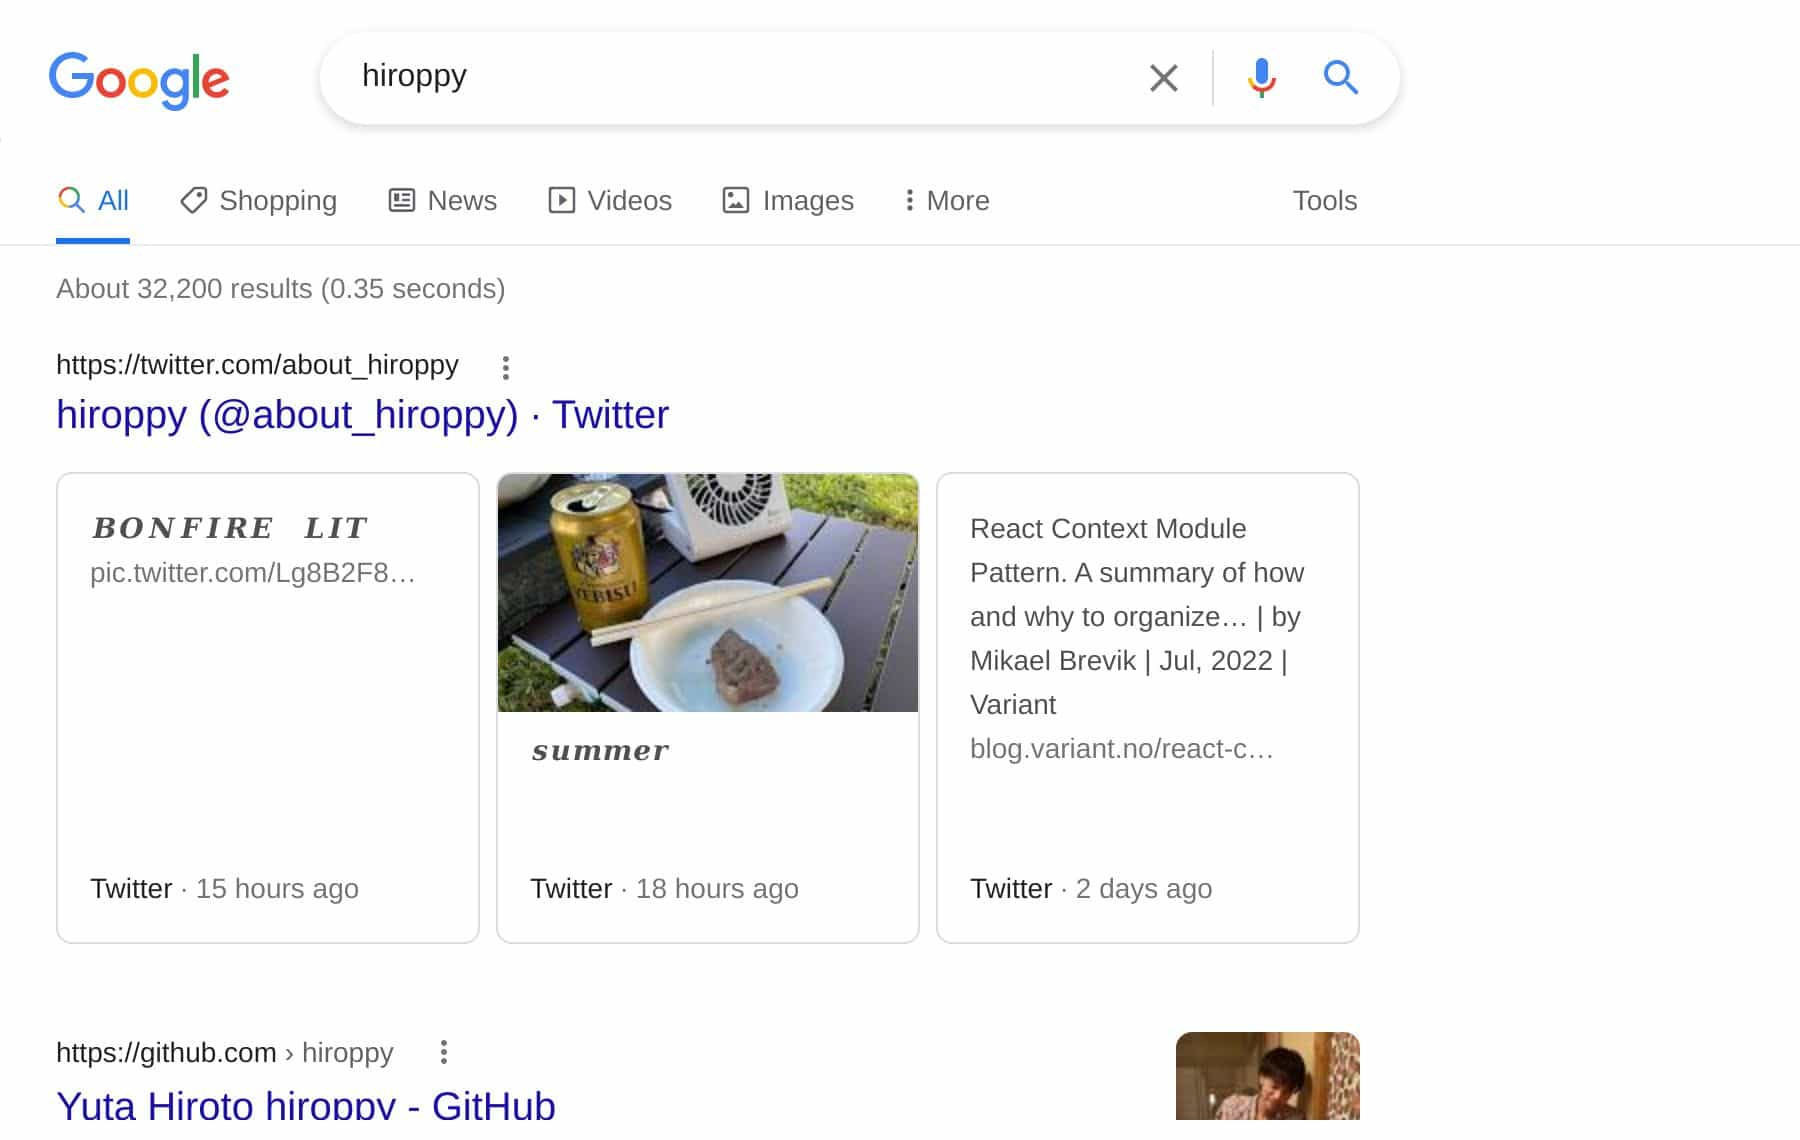 Google
hiroppy
All Shopping News Videos Images More Tools
About 32,200 results (0.35 seconds)
https://twitter.com/about_hiroppy
hiroppy (@about_hiroppy) · Twitter
BONFIRE LIT
pic.twitter.com/Lg8B2F8…
Twitter · 15 hours ago
YEBISU
summer
Twitter · 18 hours ago
React Context Module
Pattern. A summary of how
and why to organize… | by
Mikael Brevik | Jul, 2022 |
Variant
blog.variant.no/react-c…
Twitter · 2 days ago
https://github.com › hiroppy
Yuta Hiroto hiroppy - GitHub